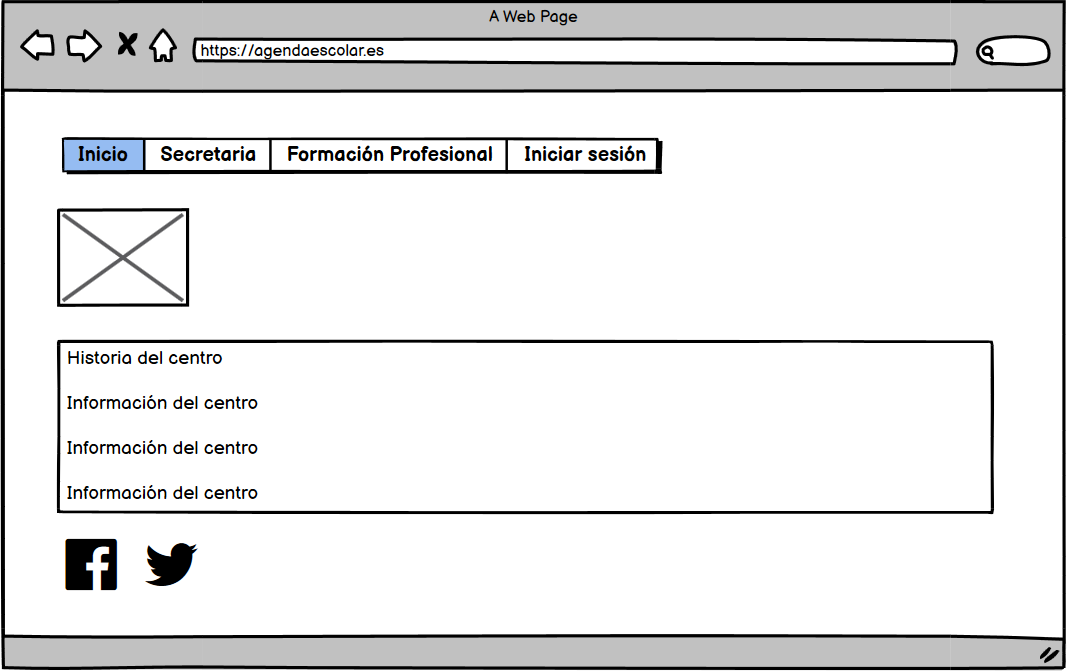 A Web Page
https://agendaescolar.es
Inicio Secretaria Formación Profesional Iniciar sesión
Historia del centro
Información del centro
Información del centro
Información del centro